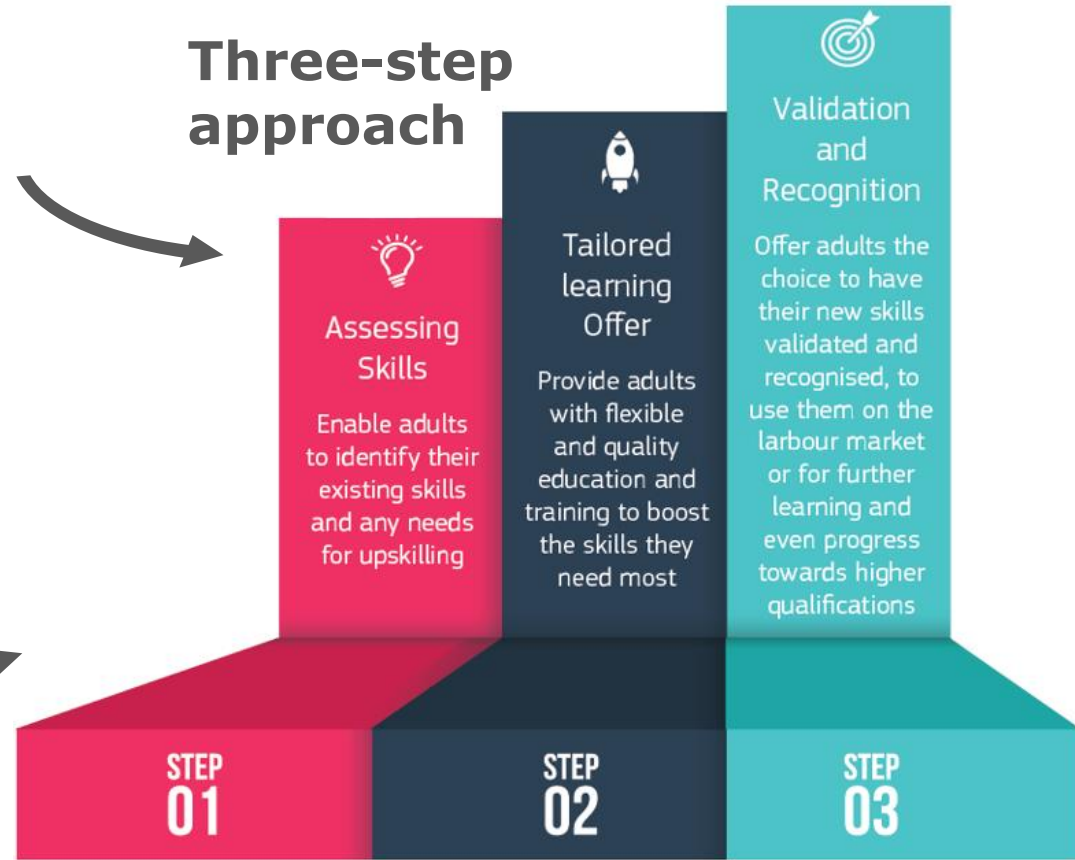 Three-step
approach
Assessing
Skills
Enable adults
to identify their
existing skills
and any needs
for upskilling
Tailored
learning
Offer
Provide adults
with flexible
and quality
education and
training to boost
the skills they
need most
Validation
and
Recognition
Offer adults the
choice to have
their new skills
validated and
recognised, to
use them on the
larbour market
or for further
learning and
even progress
towards higher
qualifications
STEP
01
STEP
02
STEP
03